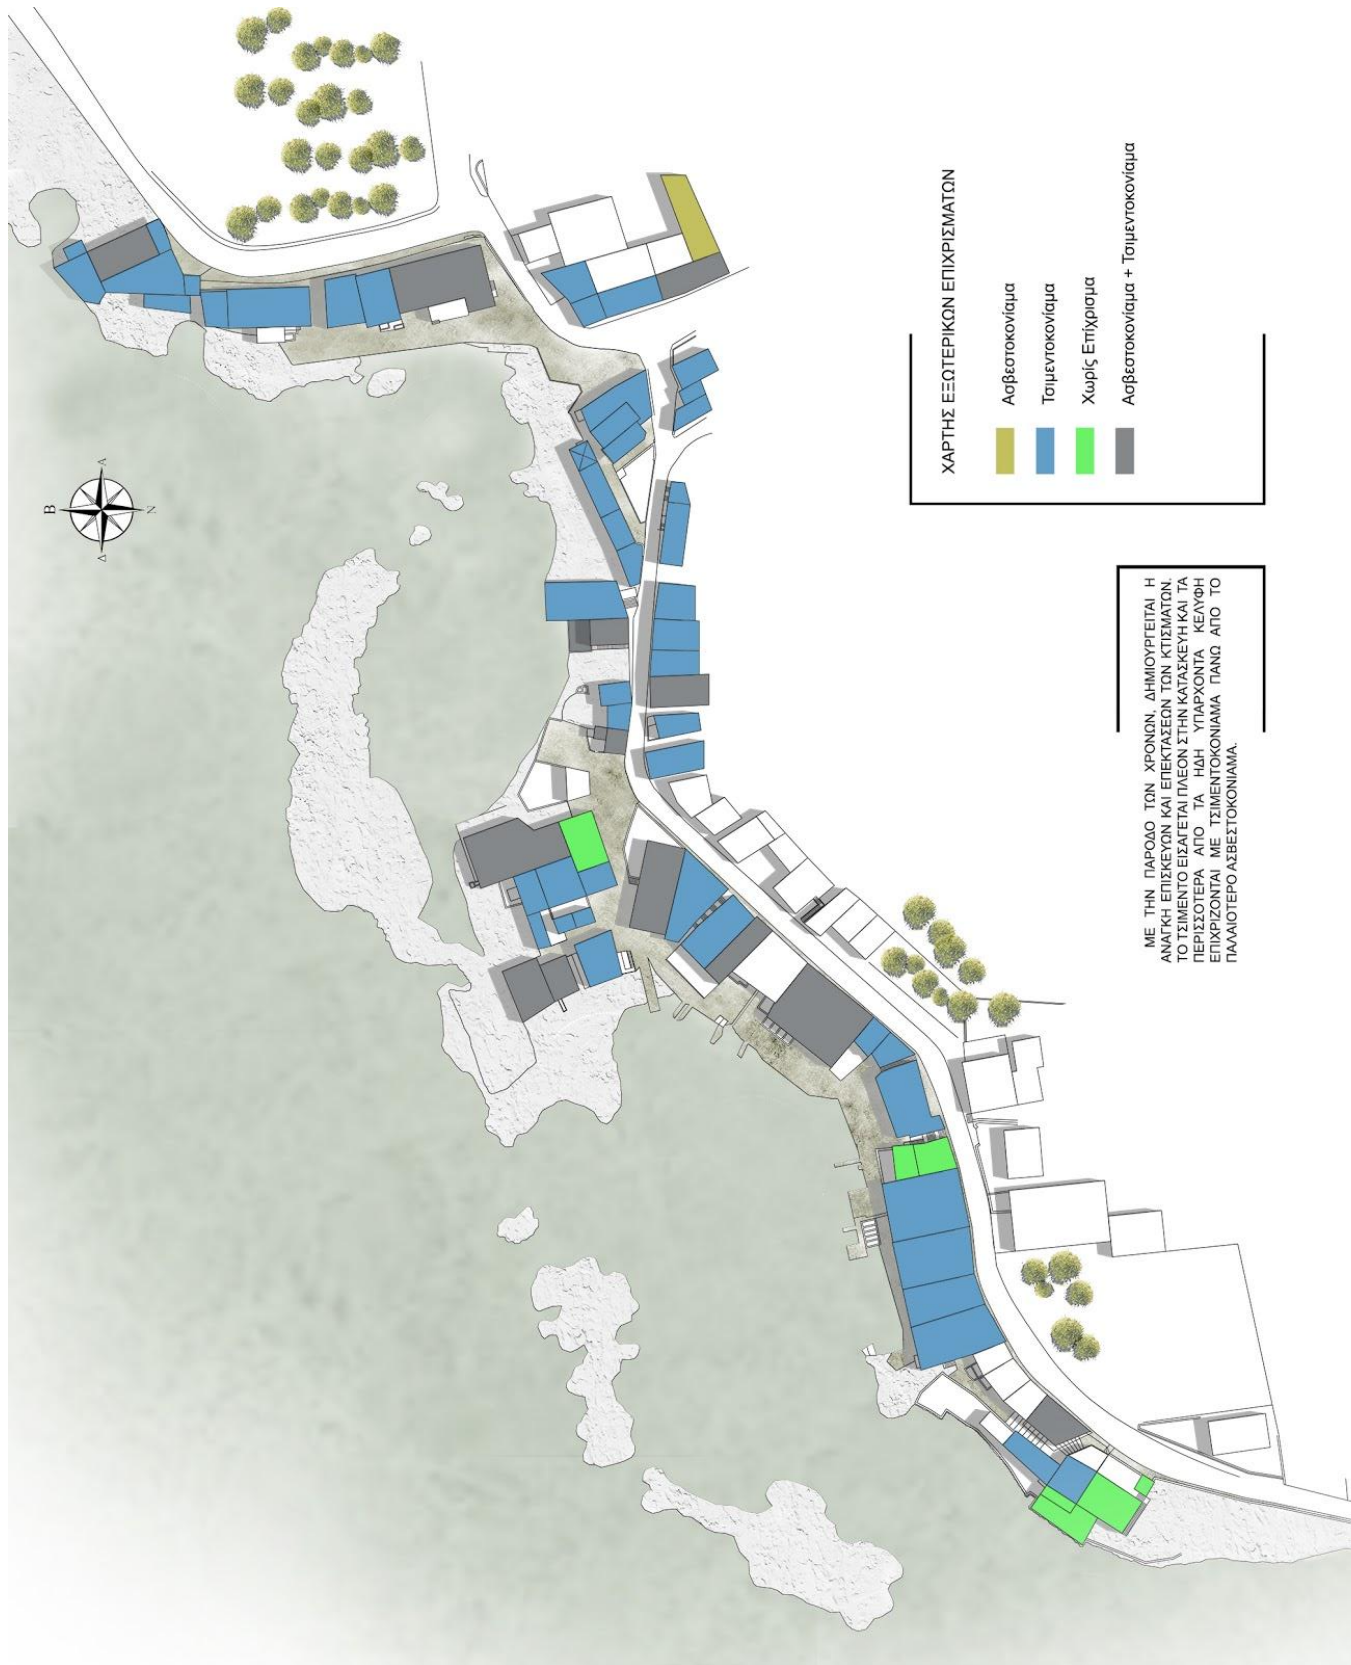 ΧΑΡΤΗΣ ΕΞΩΤΕΡΙΚΩΝ ΕΠΙΧΡΙΣΜΑΤΩΝ
Ασβεστοκονίαμα
Τσιμεντοκονίαμα
Χωρίς Επίχρισμα
Ασβεστοκονίαμα + Τσιμεντοκονίαμα
ΜΕ ΤΗΝ ΠΑΡΟΔΟ ΤΩΝ ΧΡΟΝΩΝ, ΔΗΜΙΟΥΡΓΕΙΤΑΙ Η
ΑΝΑΓΚΗ ΕΠΙΣΚΕΥΩΝ ΚΑΙ ΕΠΕΚΤΑΣΕΩΝ ΤΩΝ ΚΤΙΣΜΑΤΩΝ.
ΤΟ ΤΣΙΜΕΝΤΟ ΕΙΣΑΓΕΤΑΙ ΠΛΕΟΝ ΣΤΗΝ ΚΑΤΑΣΚΕΥΗ ΚΑΙ ΤΑ
ΠΕΡΙΣΣΟΤΕΡΑ ΑΠΟ ΤΑ ΗΔΗ ΥΠΑΡΧΟΝΤΑ ΚΕΛΥΦΗ
ΕΠΙΧΡΙΖΟΝΤΑΙ ΜΕ ΤΣΙΜΕΝΤΟΚΟΝΙΑΜΑ ΠΑΝΩ ΑΠΟ ΤΟ
ΠΑΛΑΙΟΤΕΡΟ ΑΣΒΕΣΤΟΚΟΝΙΑΜΑ.
Β
Α
Ν
Δ